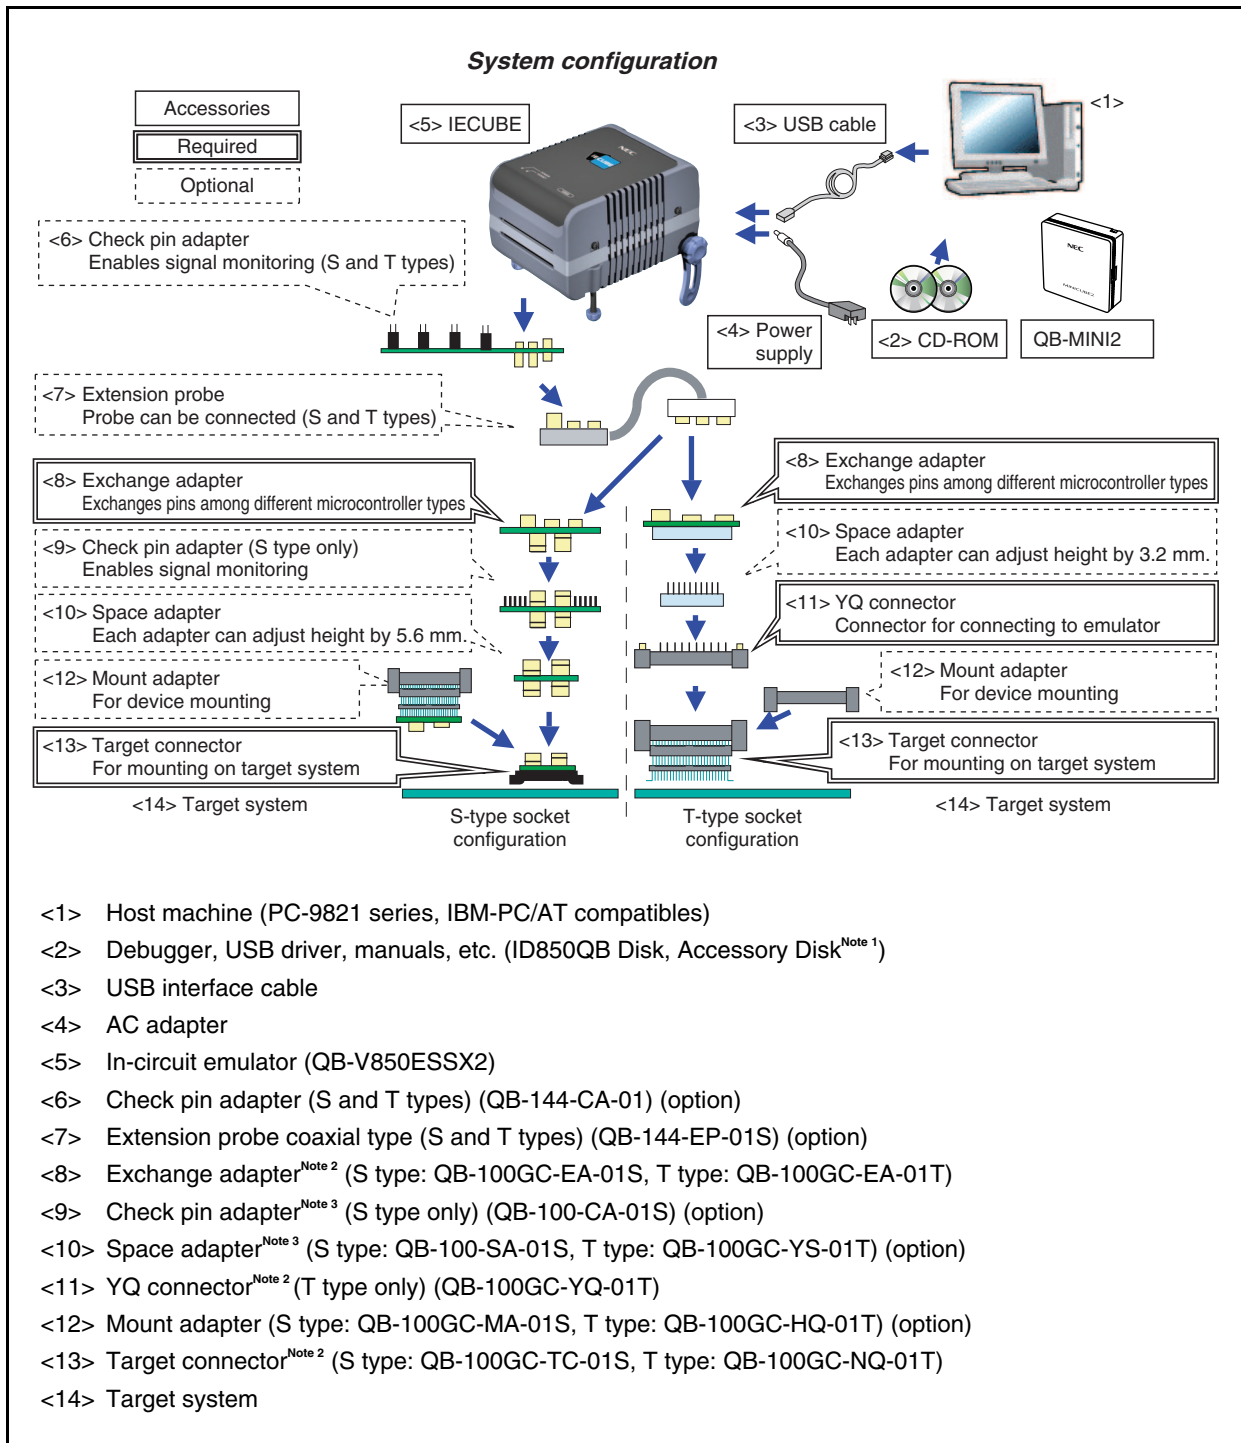 System configuration
Accessories
Required
Optional
<5> IECUBE
<3> USB cable
<1>
NEC
<6> Check pin adapter
Enables signal monitoring (S and T types)
NEC
MINICUBE2
<4> Power
supply
<2> CD-ROM
QB-MINI2
<7> Extension probe
Probe can be connected (S and T types)
<8> Exchange adapter
Exchanges pins among different microcontroller types
<9> Check pin adapter (S type only)
Enables signal monitoring
<10> Space adapter
Each adapter can adjust height by 5.6 mm.
<12> Mount adapter
For device mounting
<13> Target connector
For mounting on target system
<14> Target system
S-type socket
configuration
<8> Exchange adapter
Exchanges pins among different microcontroller types
<10> Space adapter
Each adapter can adjust height by 3.2 mm.
<11> YQ connector
Connector for connecting to emulator
<12> Mount adapter
For device mounting
<13> Target connector
For mounting on target system
T-type socket
configuration
<14> Target system
<1> Host machine (PC-9821 series, IBM-PC/AT compatibles)
<2> Debugger, USB driver, manuals, etc. (ID850QB Disk, Accessory Disk Note 1)
<3> USB interface cable
<4> AC adapter
<5> In-circuit emulator (QB-V850ESSX2)
<6> Check pin adapter (S and T types) (QB-144-CA-01) (option)
<7> Extension probe coaxial type (S and T types) (QB-144-EP-01S) (option)
<8> Exchange adapter Note 2 (S type: QB-100GC-EA-01S, T type: QB-100GC-EA-01T)
<9> Check pin adapter Note 3 (S type only) (QB-100-CA-01S) (option)
<10> Space adapter Note 3 (S type: QB-100-SA-01S, T type: QB-100GC-YS-01T) (option)
<11> YQ connector Note 2 (T type only) (QB-100GC-YQ-01T)
<12> Mount adapter (S type: QB-100GC-MA-01S, T type: QB-100GC-HQ-01T) (option)
<13> Target connector Note 2 (S type: QB-100GC-TC-01S, T type: QB-100GC-NQ-01T)
<14> Target system